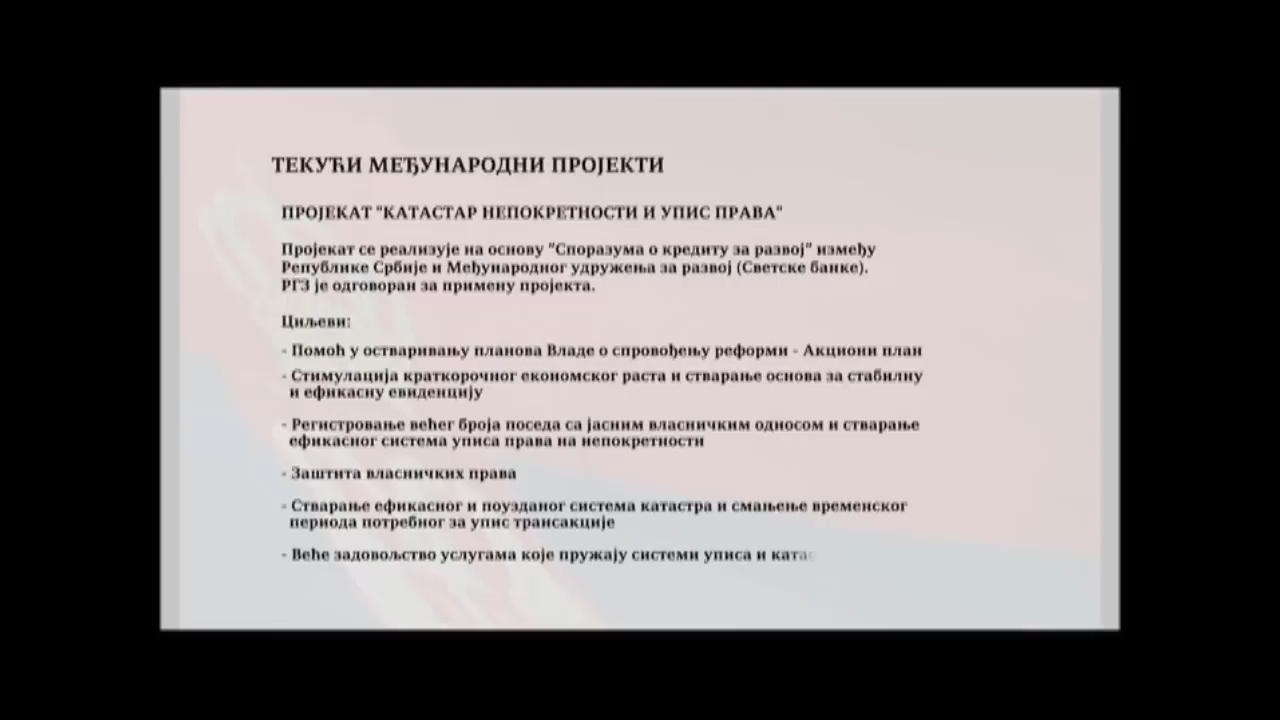 ТЕКУЋИ МЕЂУНАРОДНИ ПРОЈЕКТИ
ПРОЈЕКАТ "КАТАСТАР НЕПОКРЕТНОСТИ И УПИС ПРАВА"
Пројекат се реализује на основу "Споразума о кредиту за развој" између
Републике Србије и Међународног удружења за развој (Светске банке).
РГЗ је одговоран за примену пројекта.
Циљеви:
- Помоћ у остваривању планова Владе о спровођењу реформи - Акциони план
- Стимулација краткорочног економског раста и стварање основа за стабилну
и ефикасну евиденцију
- Регистровање већег броја поседа са јасним власничким односом и стварање
ефикасног система уписа права на непокретности
- Заштита власничких права
- Стварање ефикасног и поузданог система катастра и смањење временског
периода потребног за упис трансакције
- Веће задовољство услугама које пружају системи уписа и